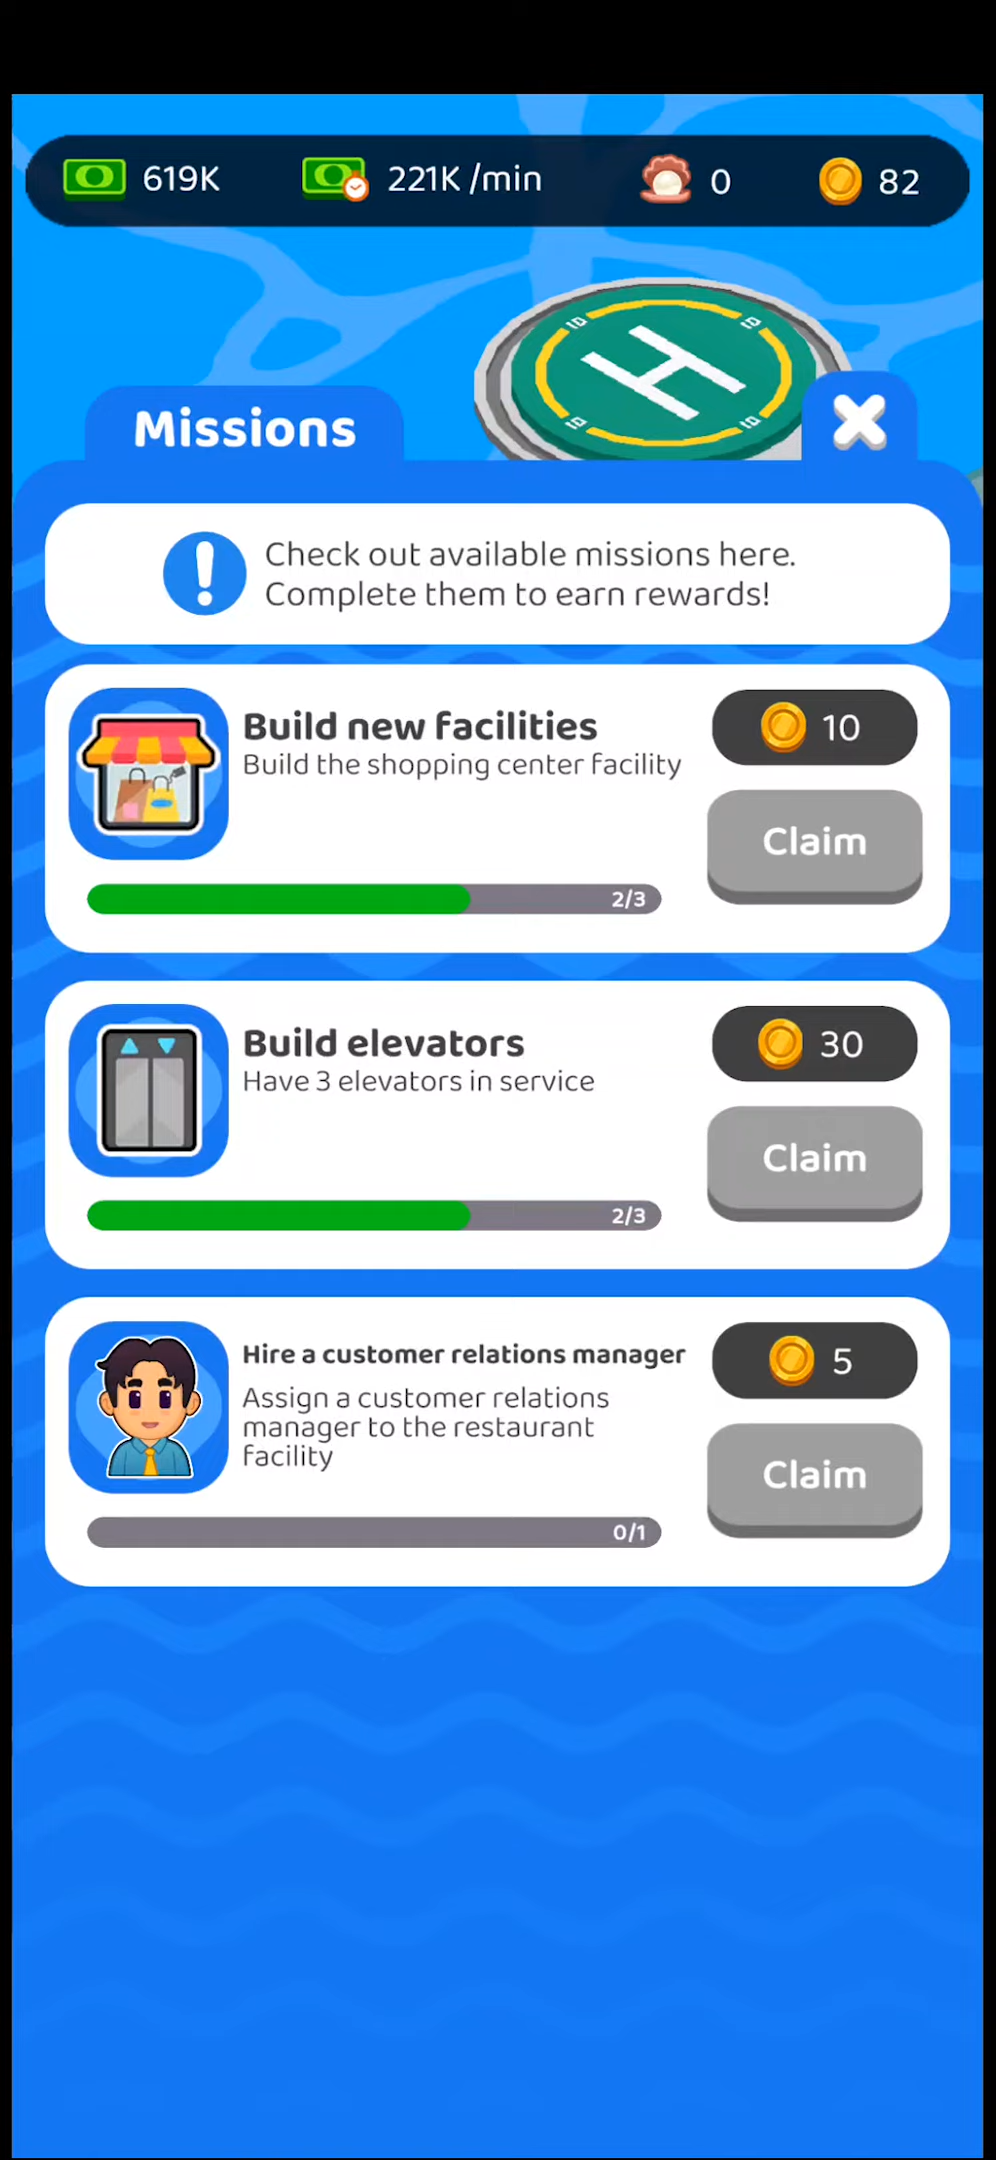 619K 221K /min 0 82
H
Missions
Check out available missions here.
Complete them to earn rewards!
Build new facilities
Build the shopping center facility
10
Claim
2/3
Build elevators
Have 3 elevators in service
30
Claim
2/3
Hire a customer relations manager
Assign a customer relations
manager to the restaurant
facility
5
Claim
0/1